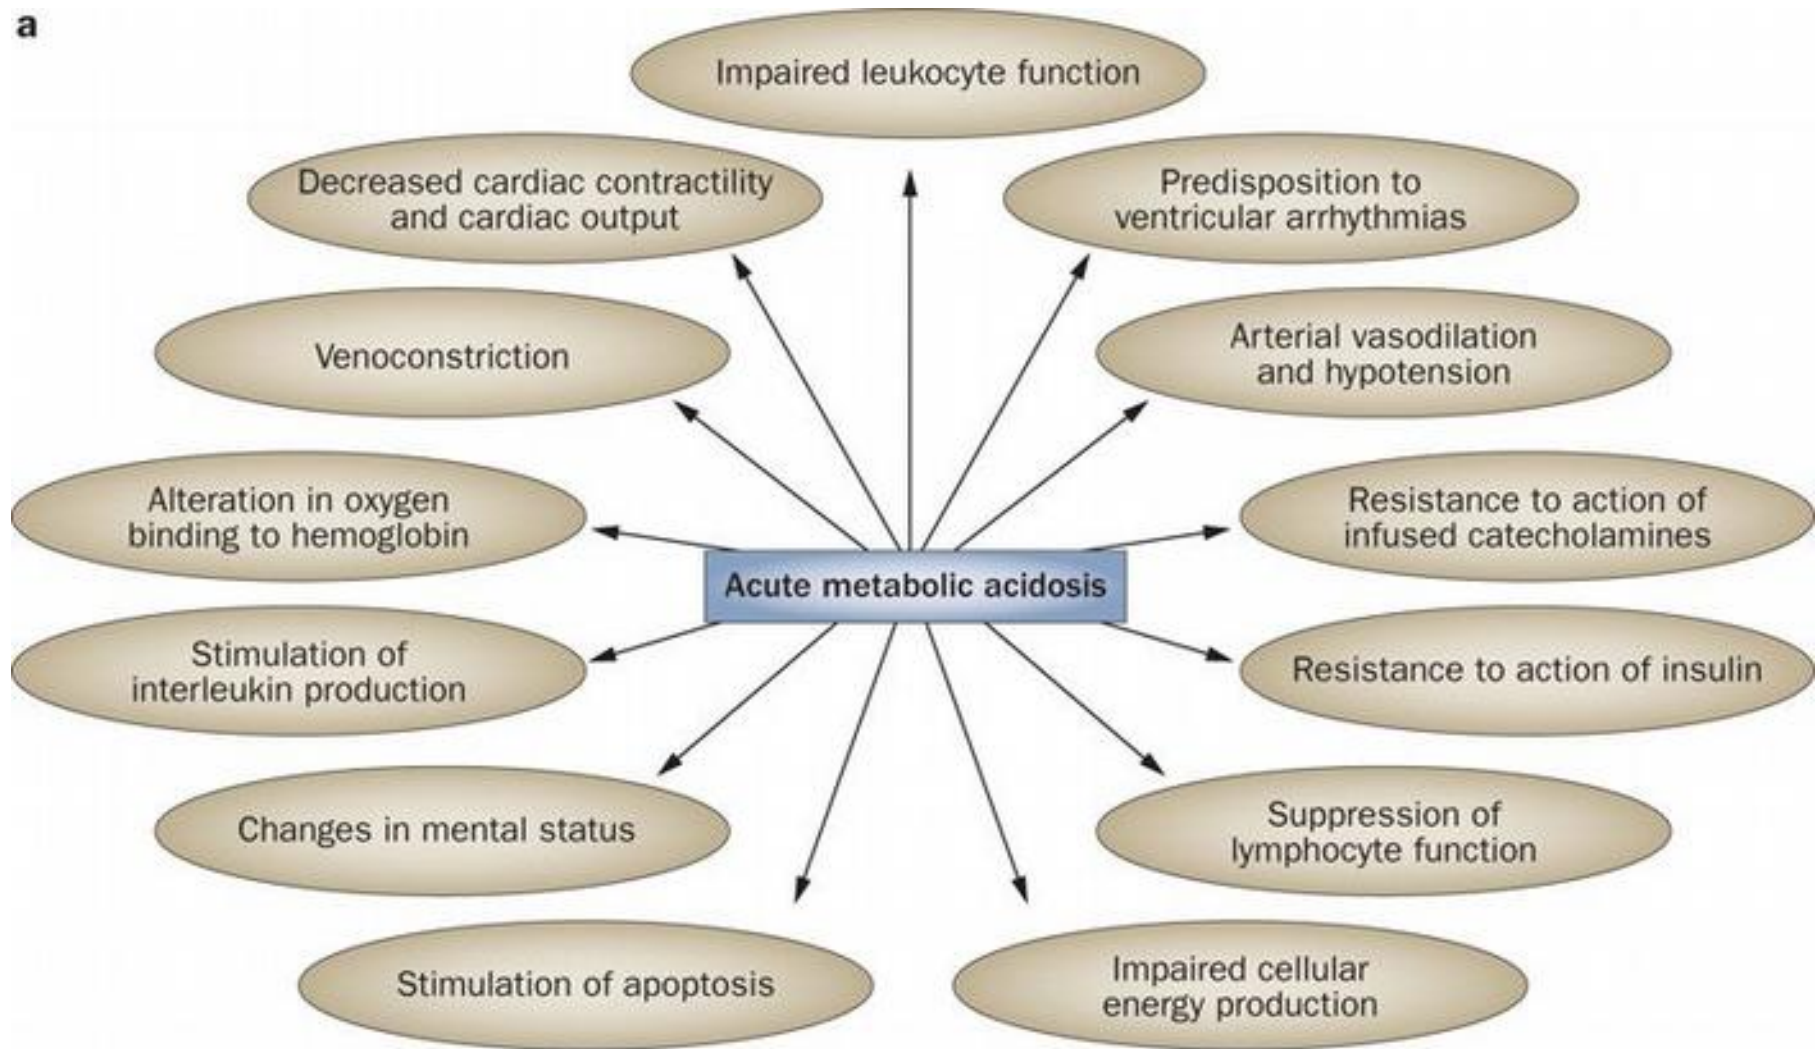 a
Impaired leukocyte function
Decreased cardiac contractility
and cardiac output
Predisposition to
ventricular arrhythmias
Venoconstriction
Arterial vasodilation
and hypotension
Alteration in oxygen
binding to hemoglobin
Resistance to action of
infused catecholamines
Acute metabolic acidosis
Stimulation of
interleukin production
Resistance to action of insulin
Changes in mental status
Suppression of
lymphocyte function
Stimulation of apoptosis
Impaired cellular
energy production